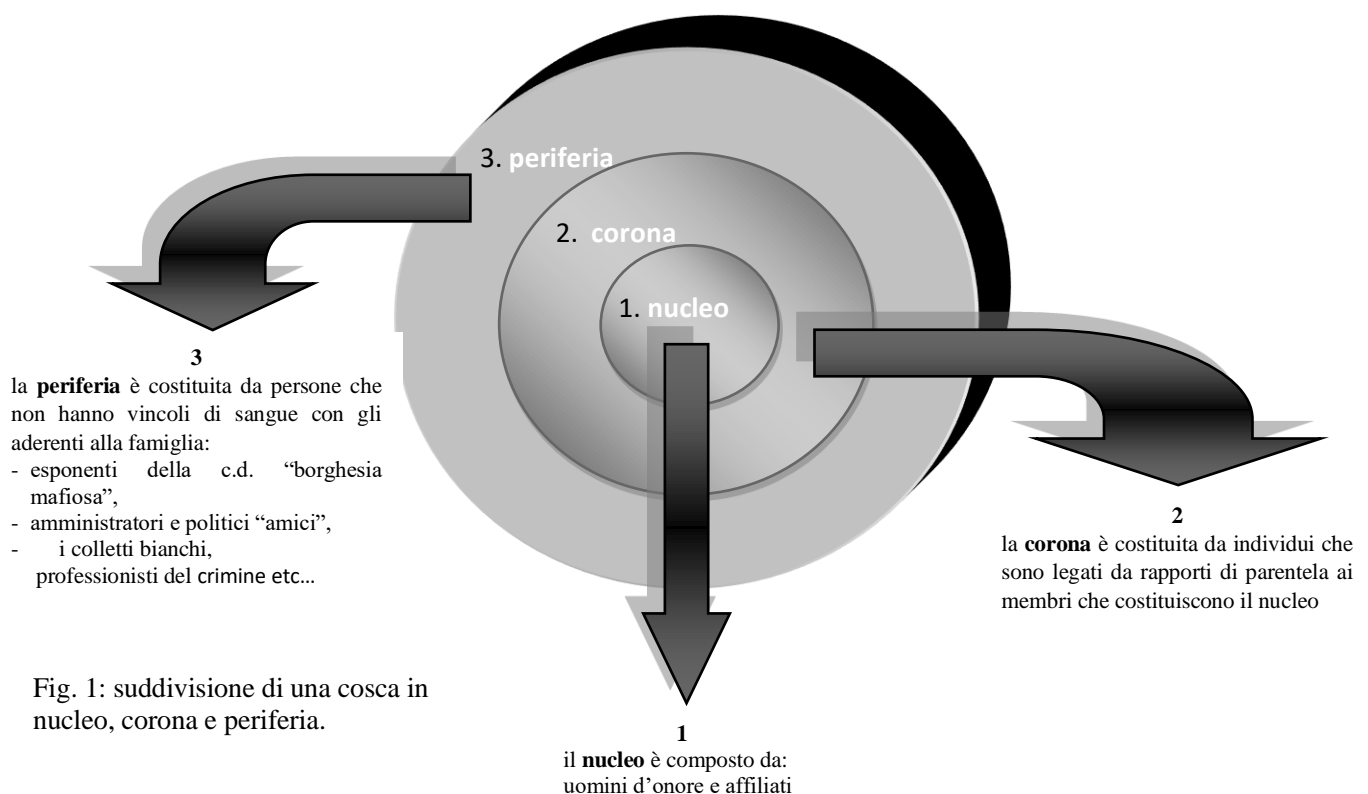 3. periferia
2. corona
1. nucleo
3
la periferia è costituita da persone che
non hanno vincoli di sangue con gli
aderenti alla famiglia:
- esponenti della c.d. “borghesia
mafiosa”,
- amministratori e politici “amici”,
- i colletti bianchi,
professionisti del crimine etc...
2
la corona è costituita da individui che
sono legati da rapporti di parentela ai
membri che costituiscono il nucleo
Fig. 1: suddivisione di una cosca in
nucleo, corona e periferia.
1
il nucleo è composto da:
uomini d’onore e affiliati